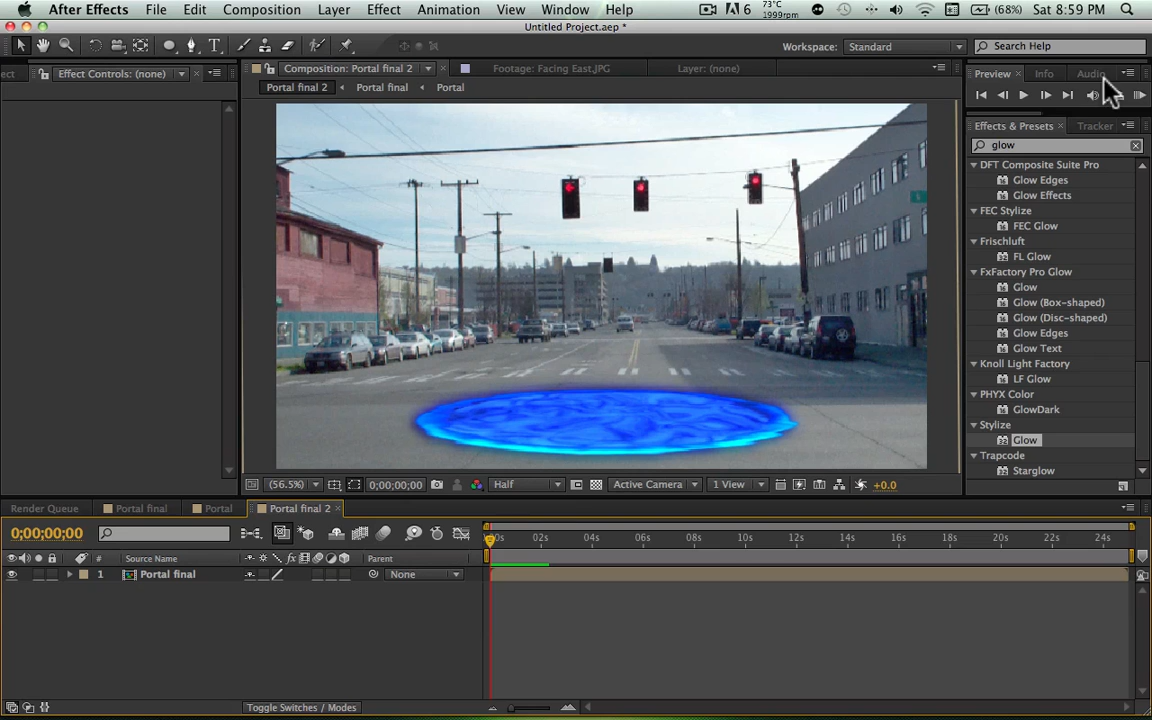 After Effects File Edit Composition Layer Effect Animation View Window Help 6 73°C 1999rpm (68%) Sat 8:59 PM
Untitled Project.aep *
Workspace: Standard Search Help
ect Effect Controls: (none) Composition: Portal final 2 Footage: Facing East.JPG Layer: (none) Preview Info Audio
Portal final 2 Portal final Portal
Effects & Presets Tracker
glow
DFT Composite Suite Pro
Glow Edges
Glow Effects
FEC Stylize
FEC Glow
Frischluft
FL Glow
FxFactory Pro Glow
Glow
Glow (Box-shaped)
Glow (Disc-shaped)
Glow Edges
Glow Text
Knoll Light Factory
LF Glow
PHYX Color
GlowDark
Stylize
Glow
Trapcode
Starglow
(56.5%) 0;00;00;00 Half Active Camera 1 View +0.0
Render Queue Portal final Portal Portal final 2
0;00;00;00 00s 02s 04s 06s 08s 10s 12s 14s 16s 18s 20s 22s 24s
Source Name fx Parent
1 Portal final None
Toggle Switches / Modes